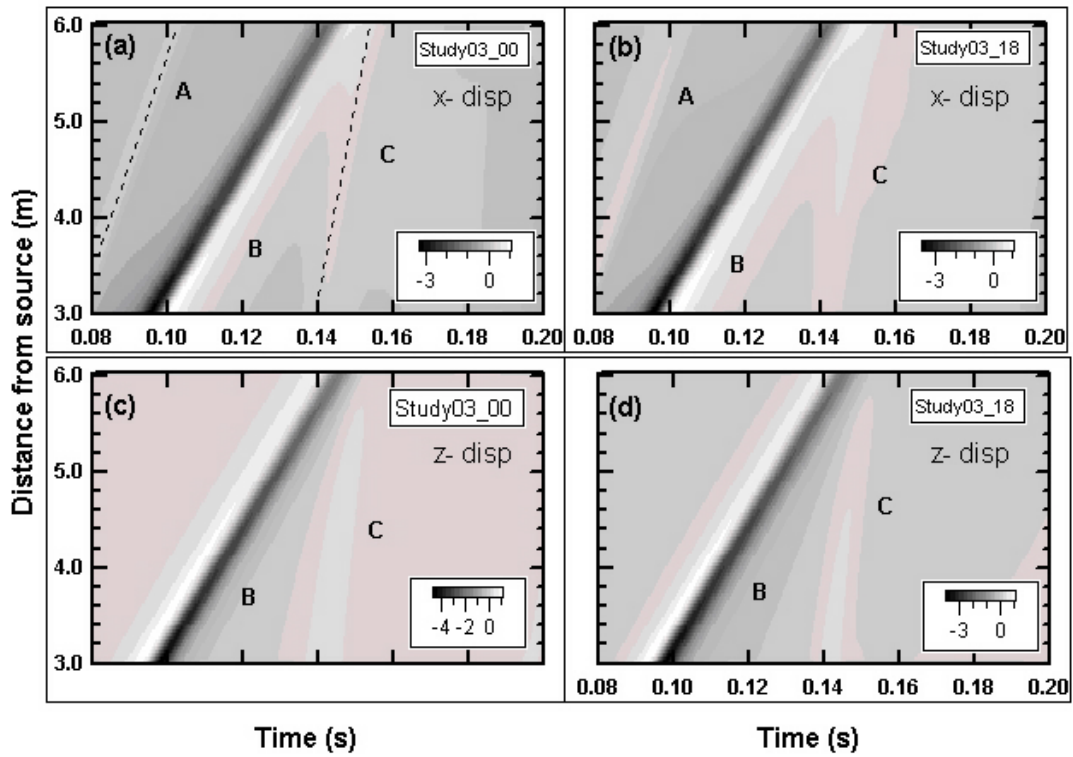 6.0
(a)
Study03_00
A
x- disp
5.0
C
4.0
B
-3 0
3.0
0.08 0.10 0.12 0.14 0.16 0.18 0.20
(b)
Study03_18
A
x- disp
C
B
-3 0
0.08 0.10 0.12 0.14 0.16 0.18 0.20
Distance from source (m)
6.0
(c)
Study03_00
z- disp
5.0
C
4.0
B
-4 -2 0
3.0
(d)
Study03_18
z- disp
C
B
-3 0
0.08 0.10 0.12 0.14 0.16 0.18 0.20
Time (s)
Time (s)